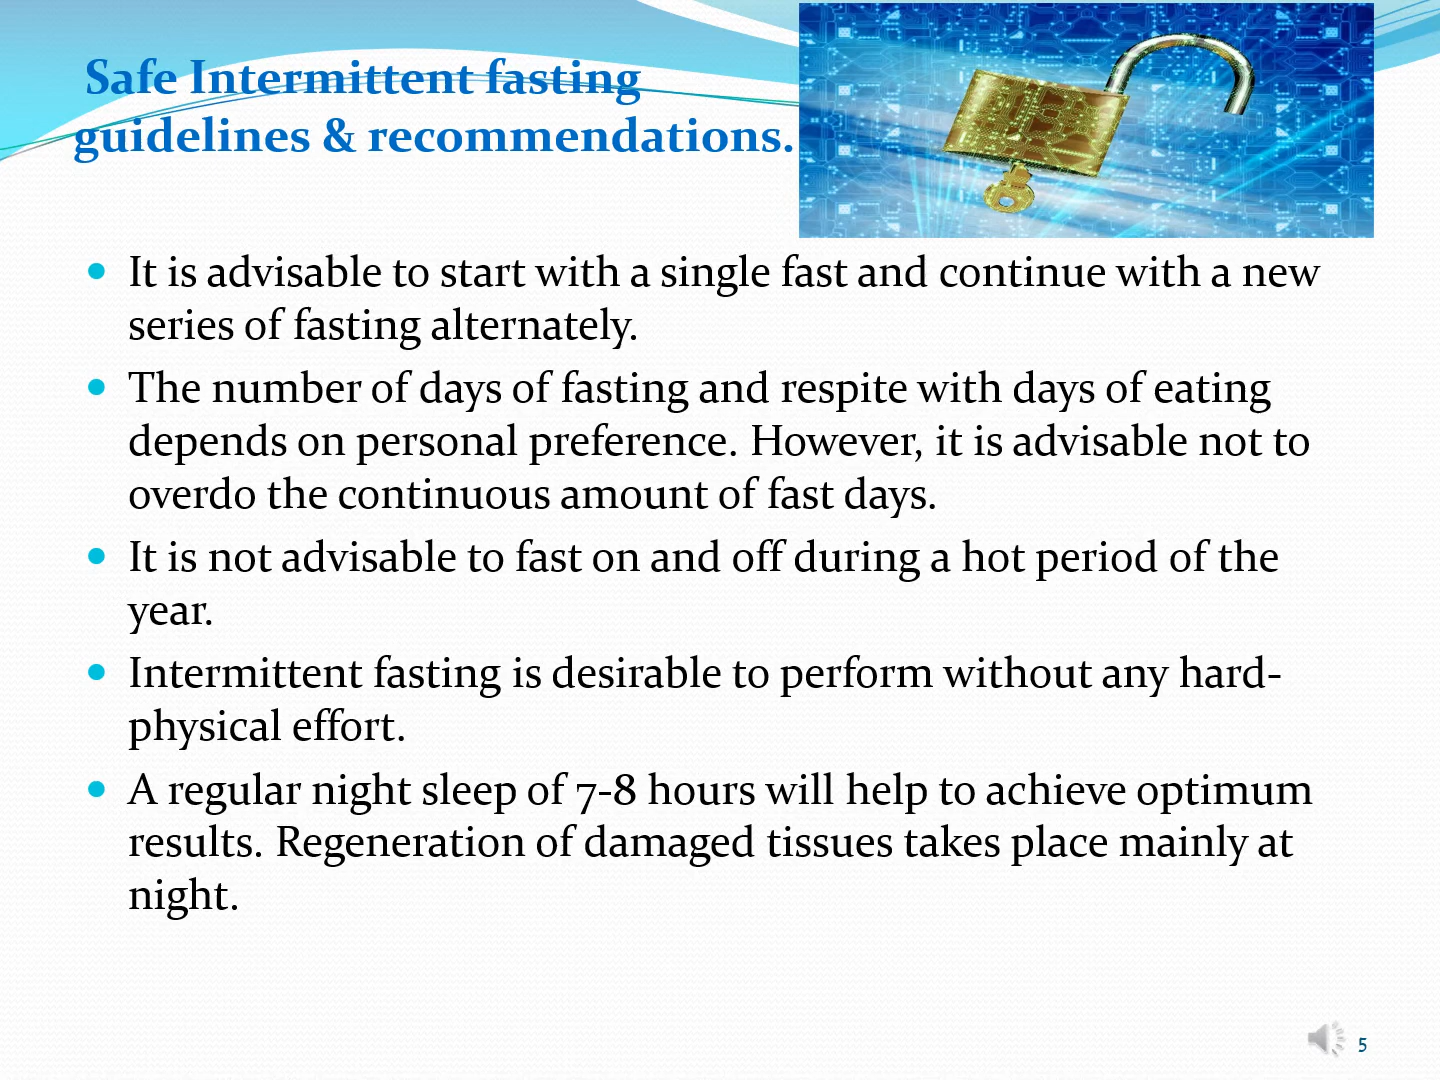 Safe Intermittent fasting
guidelines & recommendations.
• It is advisable to start with a single fast and continue with a new
series of fasting alternately.
• The number of days of fasting and respite with days of eating
depends on personal preference. However, it is advisable not to
overdo the continuous amount of fast days.
• It is not advisable to fast on and off during a hot period of the
year.
• Intermittent fasting is desirable to perform without any hard-
physical effort.
• A regular night sleep of 7-8 hours will help to achieve optimum
results. Regeneration of damaged tissues takes place mainly at
night.
5